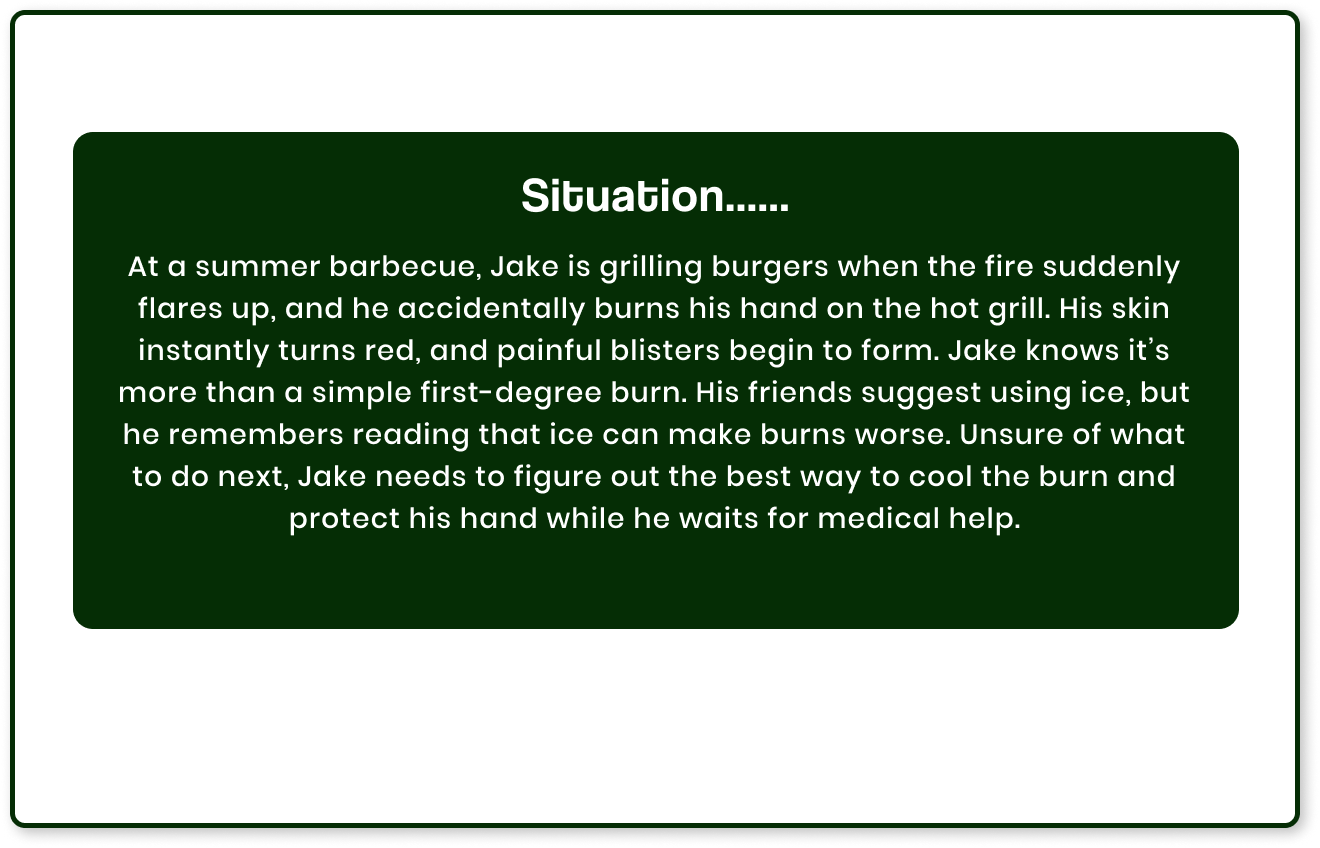 Situation......
At a summer barbecue, Jake is grilling burgers when the fire suddenly
flares up, and he accidentally burns his hand on the hot grill. His skin
instantly turns red, and painful blisters begin to form. Jake knows it’s
more than a simple first-degree burn. His friends suggest using ice, but
he remembers reading that ice can make burns worse. Unsure of what
to do next, Jake needs to figure out the best way to cool the burn and
protect his hand while he waits for medical help.